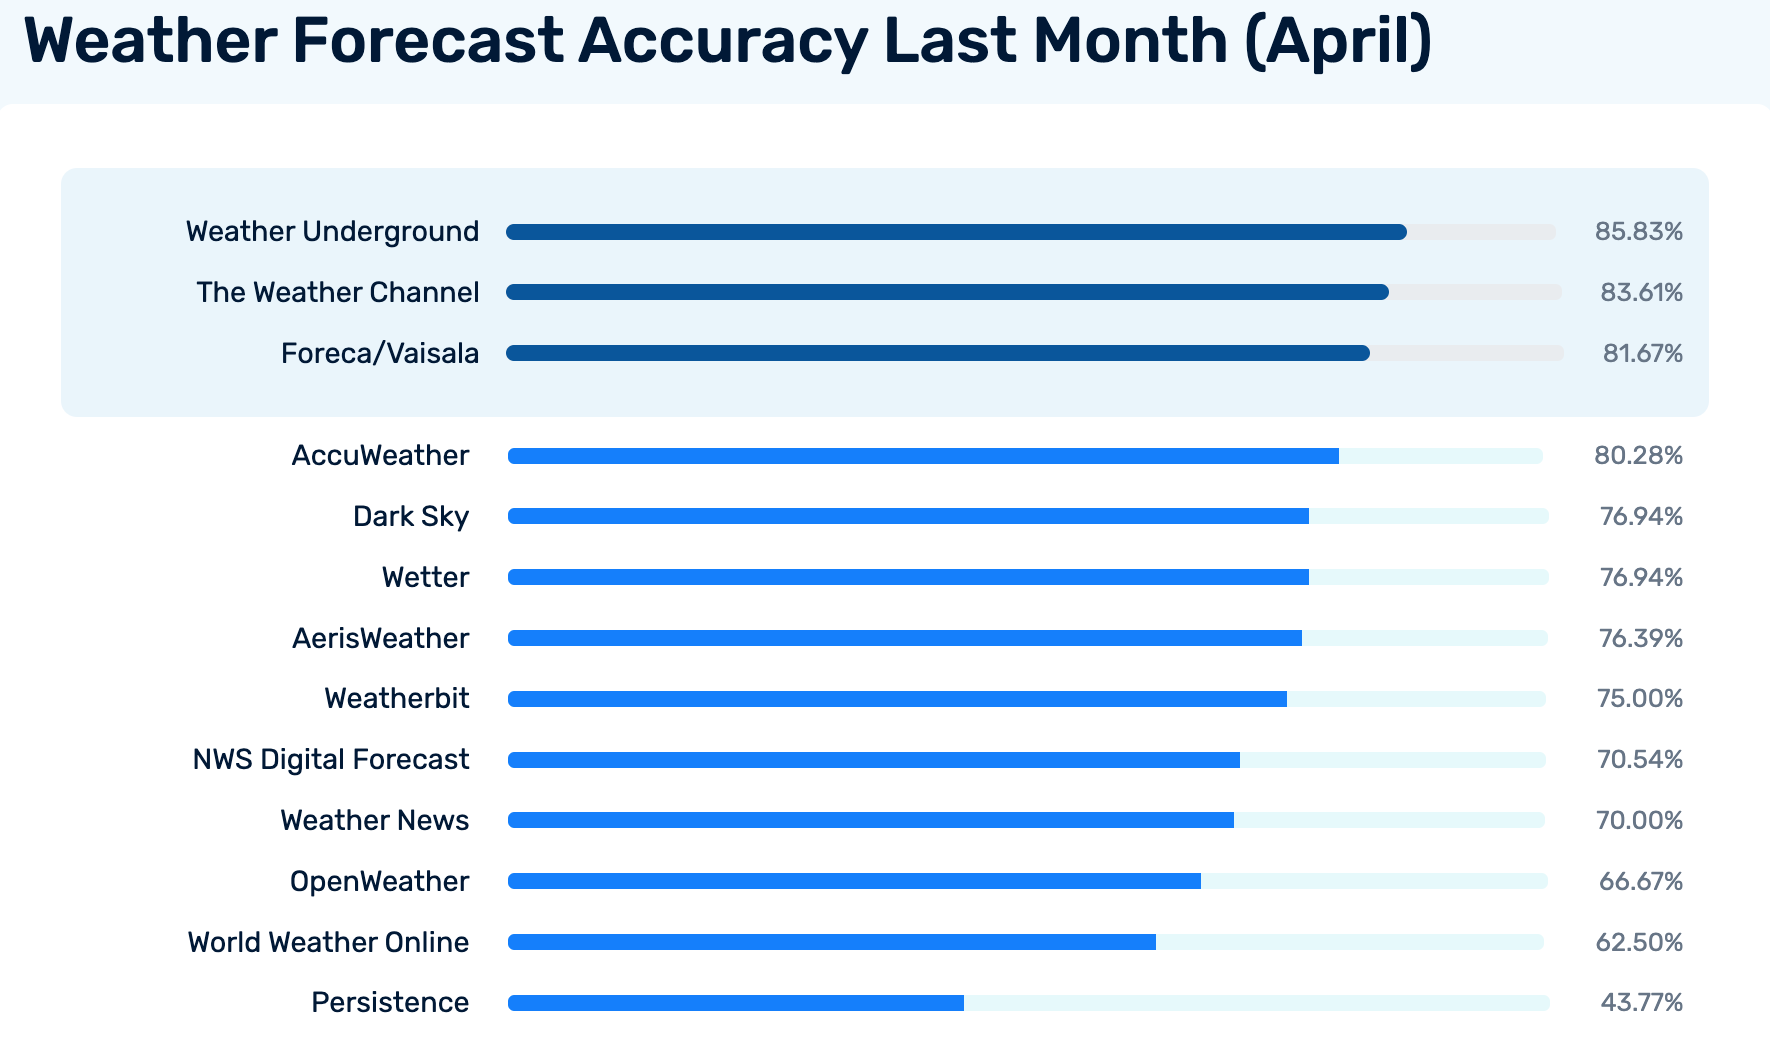 Weather Forecast Accuracy Last Month (April)
Weather Underground 85.83%
The Weather Channel 83.61%
Foreca/Vaisala 81.67%
AccuWeather 80.28%
Dark Sky 76.94%
Wetter 76.94%
AerisWeather 76.39%
Weatherbit 75.00%
NWS Digital Forecast 70.54%
Weather News 70.00%
OpenWeather 66.67%
World Weather Online 62.50%
Persistence 43.77%